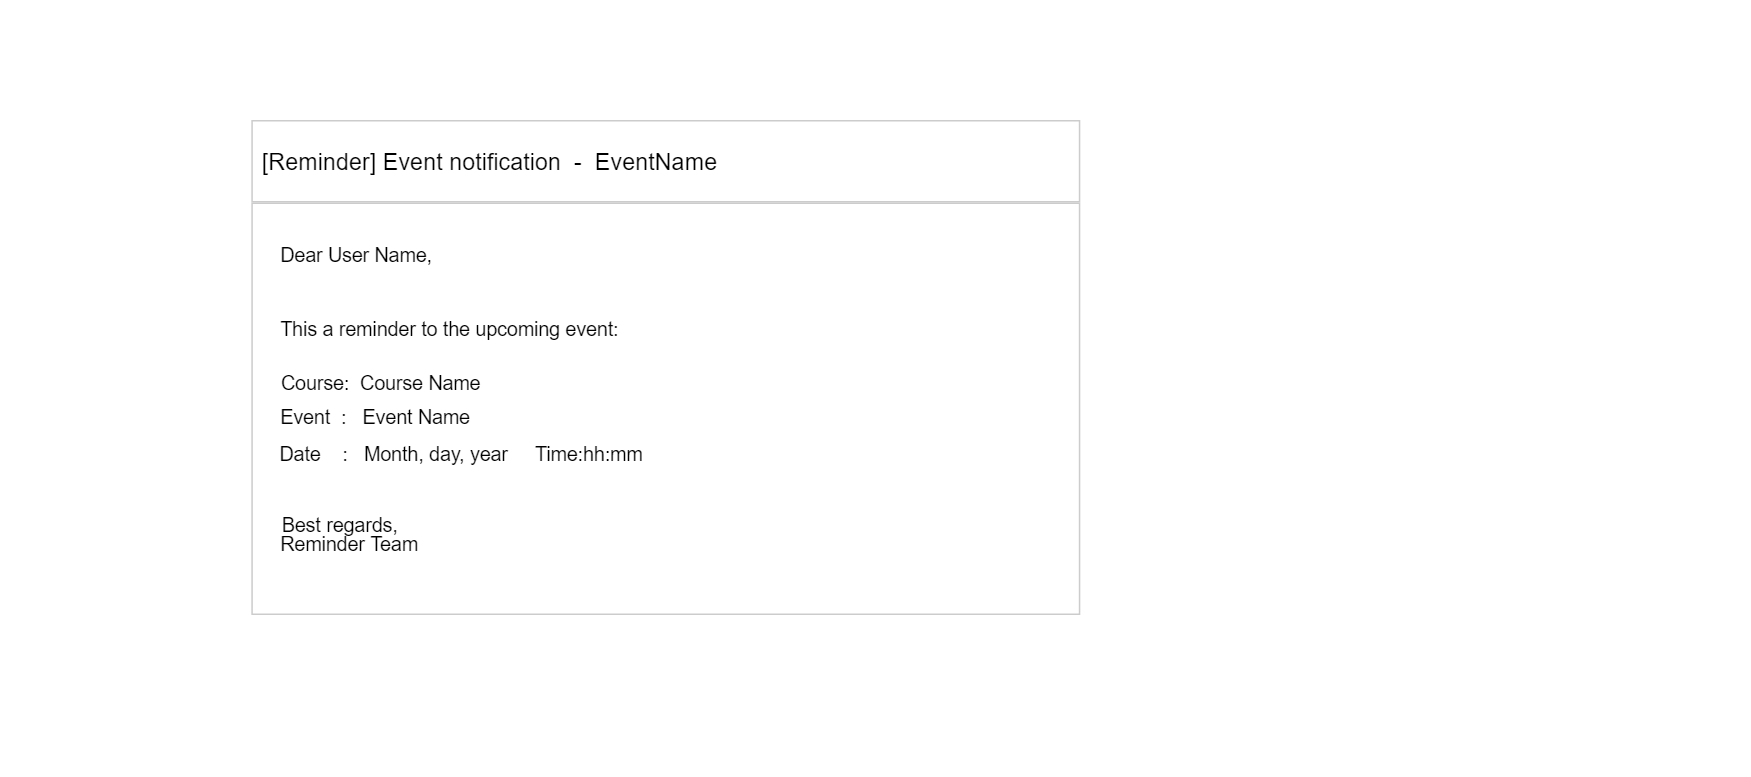 [Reminder] Event notification - EventName
Dear User Name,
This a reminder to the upcoming event:
Course: Course Name
Event : Event Name
Date : Month, day, year Time:hh:mm
Best regards,
Reminder Team